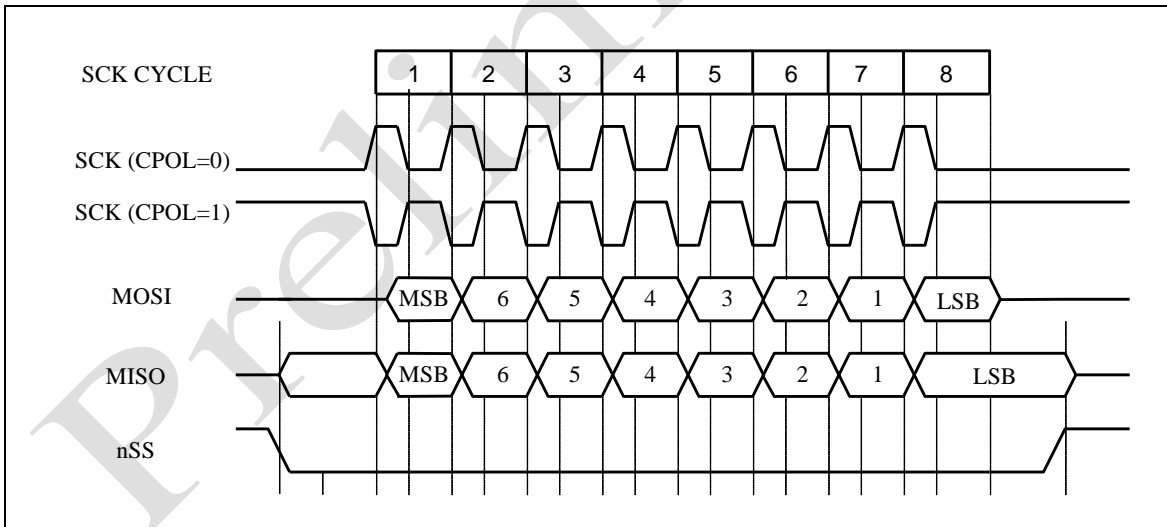 Prelim
SCK CYCLE 1 2 3 4 5 6 7 8
SCK (CPOL=0)
SCK (CPOL=1)
MOSI MSB 6 5 4 3 2 1 LSB
MISO MSB 6 5 4 3 2 1 LSB
nSS